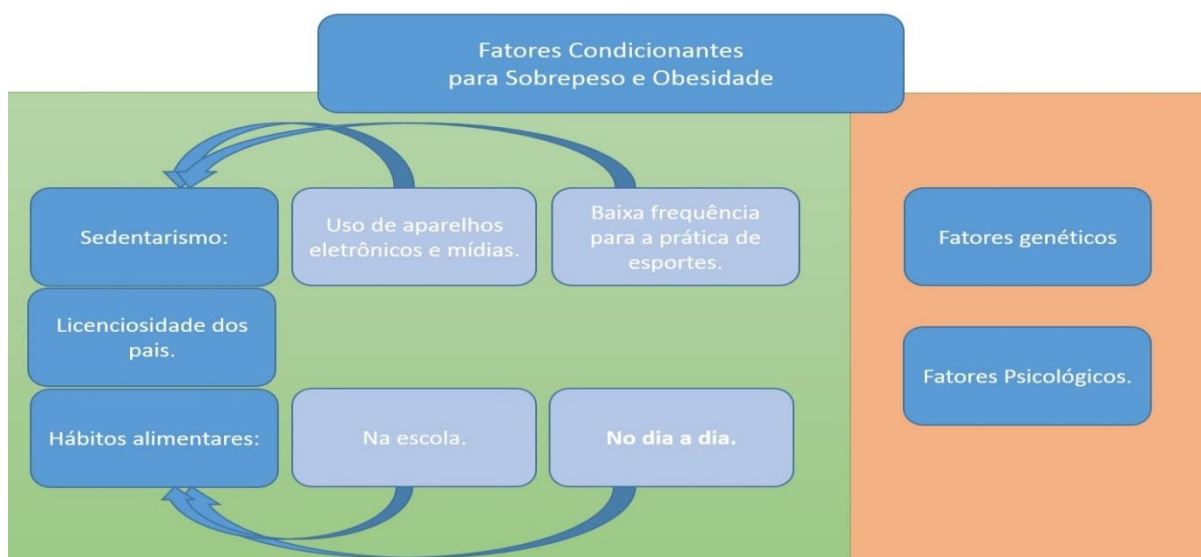 Fatores Condicionantes
para Sobrepeso e Obesidade
Sedentarismo:
Uso de aparelhos
eletrônicos e mídias.
Baixa frequência
para a prática de
esportes.
Fatores genéticos
Licenciosidade dos
pais.
Fatores Psicológicos.
Hábitos alimentares:
Na escola.
No dia a dia.